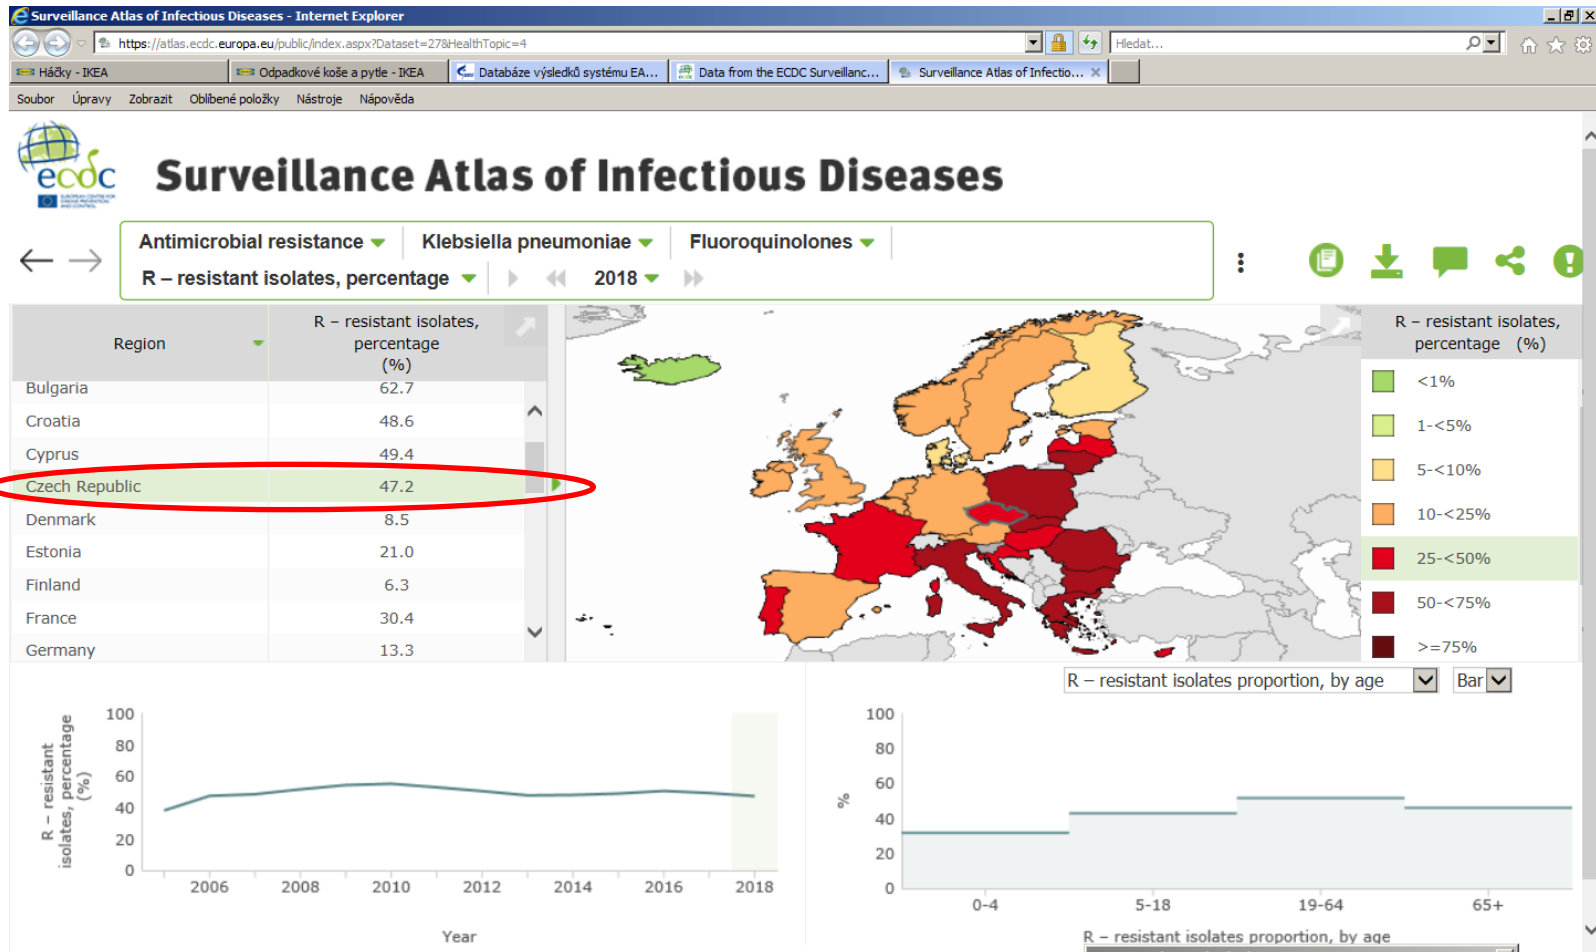 Surveillance Atlas of Infectious Diseases - Internet Explorer
https://atlas.ecdc.europa.eu/public/index.aspx?Dataset=27&HealthTopic=4
Hledat...
Háčky - IKEA
Odpadkové koše a pytle - IKEA
Databáze výsledků systému EA...
Data from the ECDC Surveillanc...
Surveillance Atlas of Infectio...
Soubor Úpravy Zobrazit Oblíbené položky Nástroje Nápověda
ecdc
EUROPEAN CENTRE FOR
DISEASE PREVENTION
AND CONTROL
Surveillance Atlas of Infectious Diseases
Antimicrobial resistance Klebsiella pneumoniae Fluoroquinolones
R – resistant isolates, percentage 2018
Region
R – resistant isolates,
percentage
(%)
Bulgaria 62.7
Croatia 48.6
Cyprus 49.4
Czech Republic 47.2
Denmark 8.5
Estonia 21.0
Finland 6.3
France 30.4
Germany 13.3
R – resistant isolates,
percentage (%)
<1%
1-<5%
5-<10%
10-<25%
25-<50%
50-<75%
>=75%
R – resistant
isolates, percentage
(%)
100
80
60
40
20
0
2006 2008 2010 2012 2014 2016 2018
Year
R – resistant isolates proportion, by age Bar
%
100
80
60
40
20
0
0-4 5-18 19-64 65+
R – resistant isolates proportion, by age